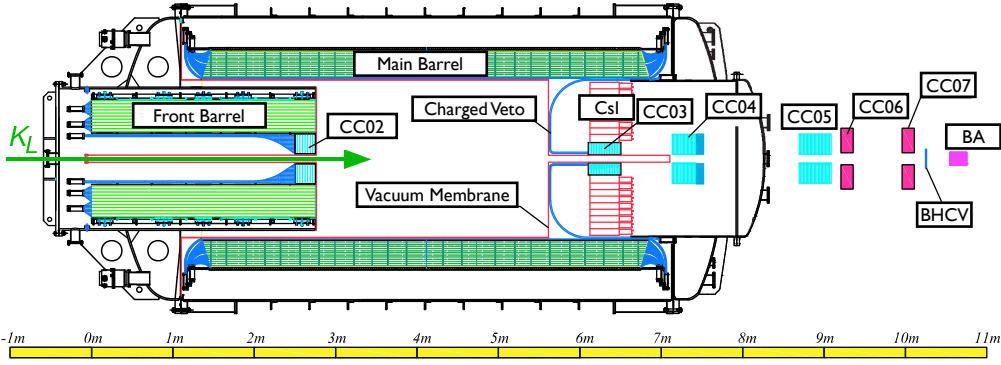 Main Barrel
Charged Veto
CsI
CC03
CC04
CC05
CC06
CC07
Front Barrel
CC02
K_L
BA
Vacuum Membrane
BHCV
-1m 0m 1m 2m 3m 4m 5m 6m 7m 8m 9m 10m 11m